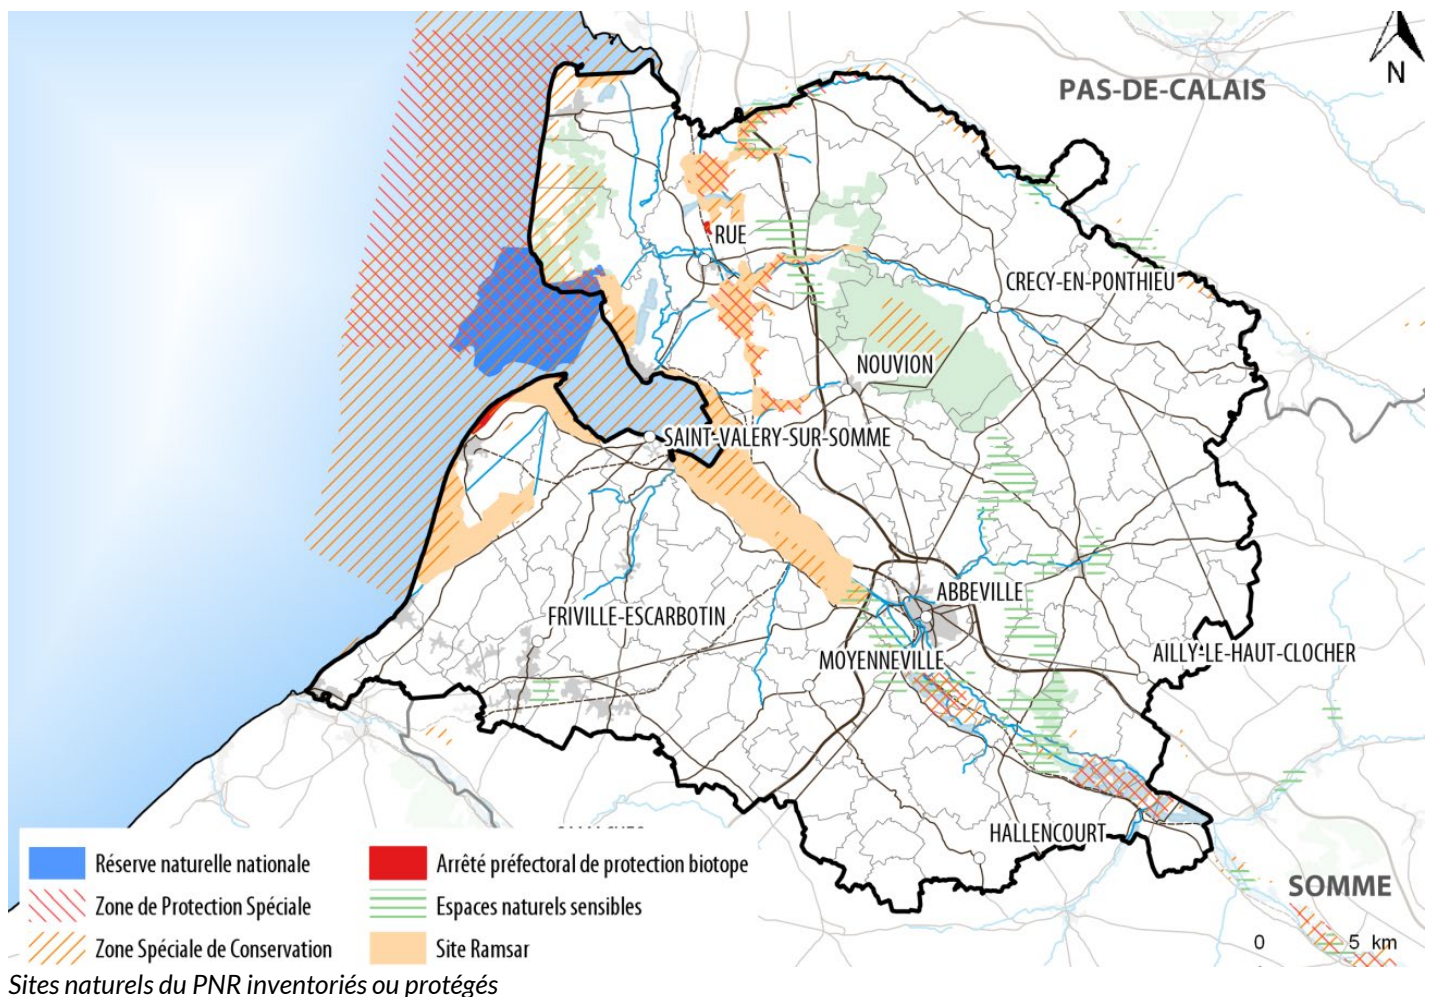 N
PAS-DE-CALAIS
RUE
CRECY-EN-PONTHIEU
NOUVION
SAINT-VALERY-SUR-SOMME
ABBEVILLE
FRIVILLE-ESCARBOTIN
MOYENNEVILLE
AILLY-LE-HAUT-CLOCHER
HALLENCOURT
SOMME
0 5 km
Réserve naturelle nationale
Zone de Protection Spéciale
Zone Spéciale de Conservation
Arrêté préfectoral de protection biotope
Espaces naturels sensibles
Site Ramsar
Sites naturels du PNR inventoriés ou protégés